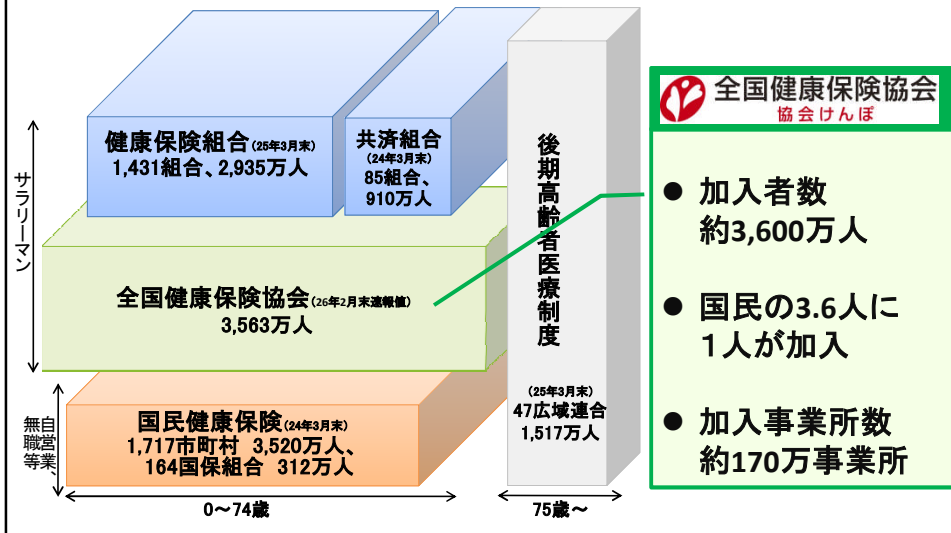 健康保険組合(25年3月末)
1,431組合、2,935万人
共済組合
(24年3月末)
85組合、
910万人
サラリーマン
全国健康保険協会(26年2月末速報値)
3,563万人
国民健康保険(24年3月末)
1,717市町村 3,520万人、
164国保組合 312万人
自営業、
無職等
0～74歳
後期高齢者医療制度
(25年3月末)
47広域連合
1,517万人
75歳～
全国健康保険協会
協会けんぽ
● 加入者数
約3,600万人
● 国民の3.6人に
１人が加入
● 加入事業所数
約170万事業所